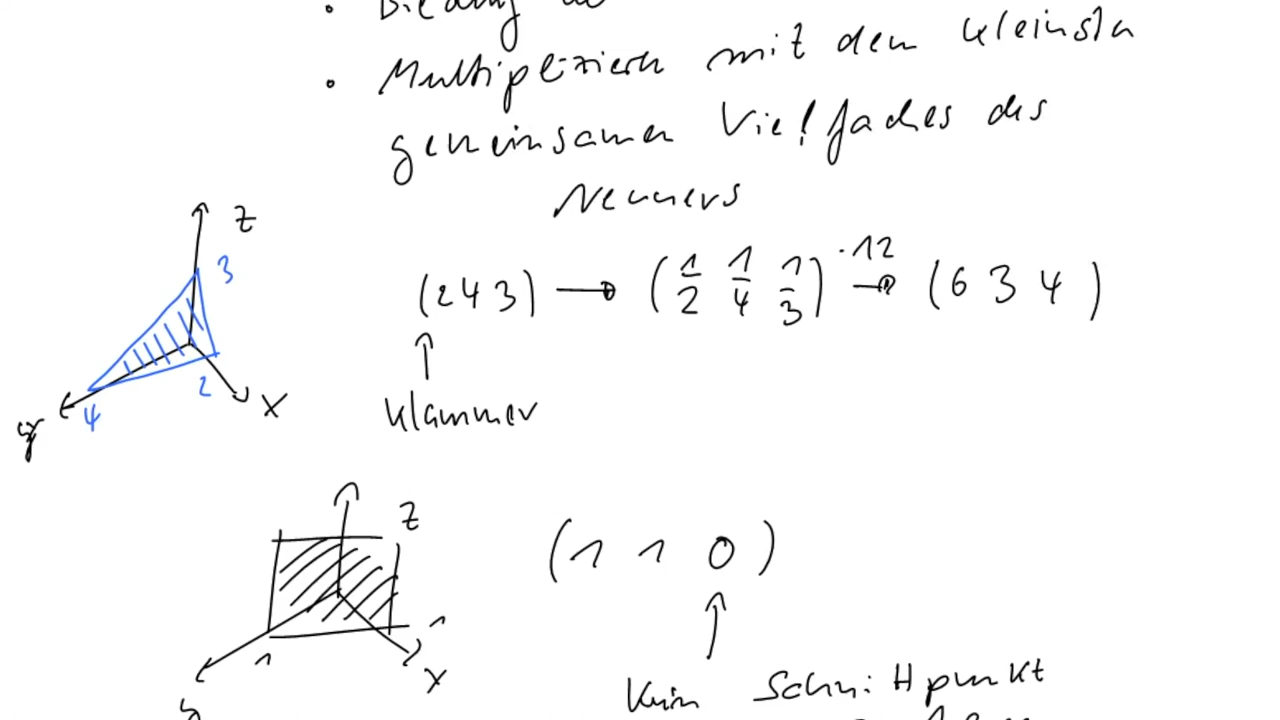 • Multiplizieren mit dem kleinsten
gemeinsamen Vielfaches des
Nenners
z
3
(2 4 3) → (1/2 1/4 1/3) ·12 → (6 3 4)
4
2
x
y
↑
Klammer
z
(1 1 0)
1
1
x
y
↑
Kein Schnittpunkt